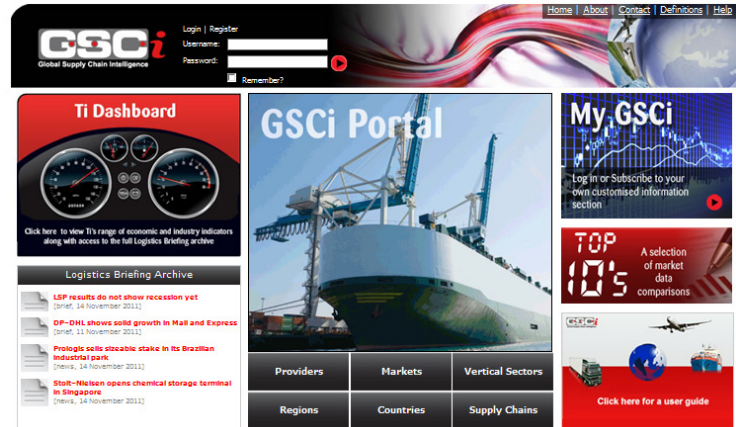 Home | About | Contact | Definitions | Help
GSCi
Global Supply Chain Intelligence
Login | Register
Username:
Password:
Remember?
Ti Dashboard
Click here to view Ti's range of economic and industry indicators
along with access to the full Logistics Briefing archive
Logistics Briefing Archive
LSP results do not show recession yet
[brief, 14 November 2011]
DP-DHL shows solid growth in Mail and Express
[brief, 11 November 2011]
Prologis sells sizeable stake in its Brazilian
industrial park
[news, 14 November 2011]
Stolt-Nielsen opens chemical storage terminal
in Singapore
[news, 14 November 2011]
GSCi Portal
Providers
Markets
Vertical Sectors
Regions
Countries
Supply Chains
My GSCi
Log in or Subscribe to your
own customised information
section
TOP
10's
A selection
of market
data
comparisons
GSCi
Click here for a user guide